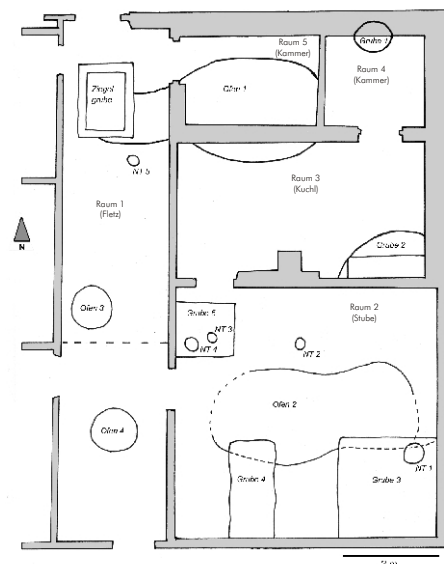 Raum 5
(Kammer)
Grube 1
Raum 4
(Kammer)
Ziegel
grube
Ofen 1
NT 5
Raum 3
(Kuchl)
Raum 1
(Fletz)
N
Grube 2
Ofen 3
Grube 5
NT 3
NT 4
Raum 2
(Stube)
NT 2
Ofen 2
Ofen 4
NT 1
Grube 4
Grube 3